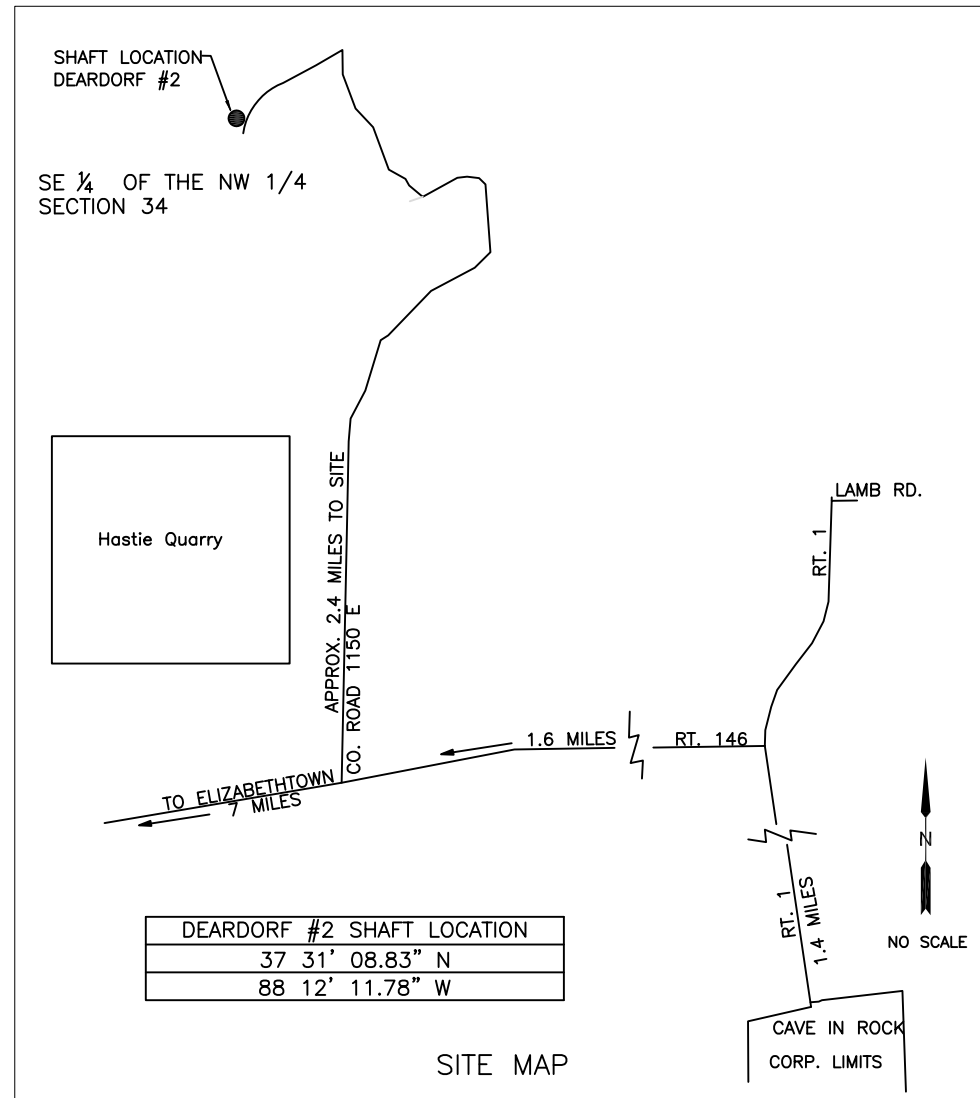 SHAFT LOCATION
DEARDORF #2
SE ¼ OF THE NW 1/4
SECTION 34
Hastie Quarry
APPROX. 2.4 MILES TO SITE
CO. ROAD 1150 E
LAMB RD.
RT. 1
1.6 MILES
RT. 146
TO ELIZABETHTOWN
7 MILES
RT. 1
1.4 MILES
N
NO SCALE
DEARDORF #2 SHAFT LOCATION
37 31' 08.83" N
88 12' 11.78" W
CAVE IN ROCK
CORP. LIMITS
SITE MAP